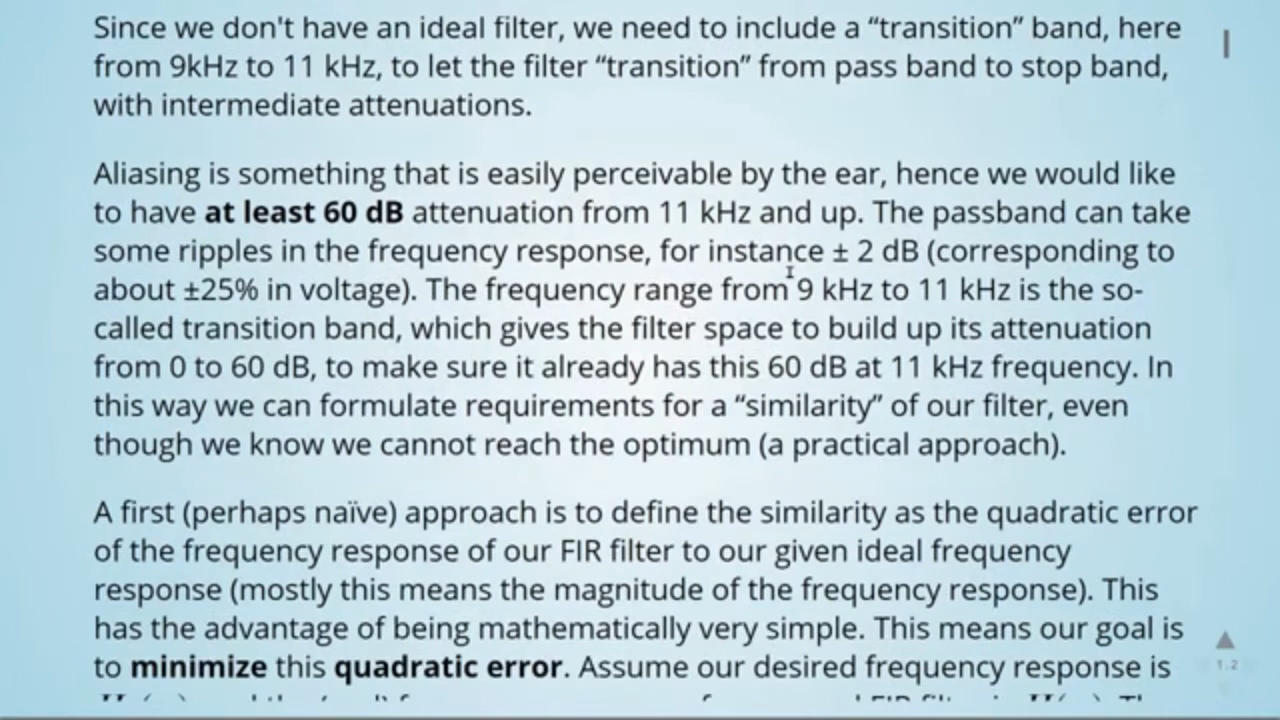 Since we don't have an ideal filter, we need to include a “transition” band, here
from 9kHz to 11 kHz, to let the filter “transition” from pass band to stop band,
with intermediate attenuations.
Aliasing is something that is easily perceivable by the ear, hence we would like
to have at least 60 dB attenuation from 11 kHz and up. The passband can take
some ripples in the frequency response, for instance ± 2 dB (corresponding to
about ±25% in voltage). The frequency range from 9 kHz to 11 kHz is the so-
called transition band, which gives the filter space to build up its attenuation
from 0 to 60 dB, to make sure it already has this 60 dB at 11 kHz frequency. In
this way we can formulate requirements for a “similarity” of our filter, even
though we know we cannot reach the optimum (a practical approach).
A first (perhaps naïve) approach is to define the similarity as the quadratic error
of the frequency response of our FIR filter to our given ideal frequency
response (mostly this means the magnitude of the frequency response). This
has the advantage of being mathematically very simple. This means our goal is
to minimize this quadratic error. Assume our desired frequency response is
1.2